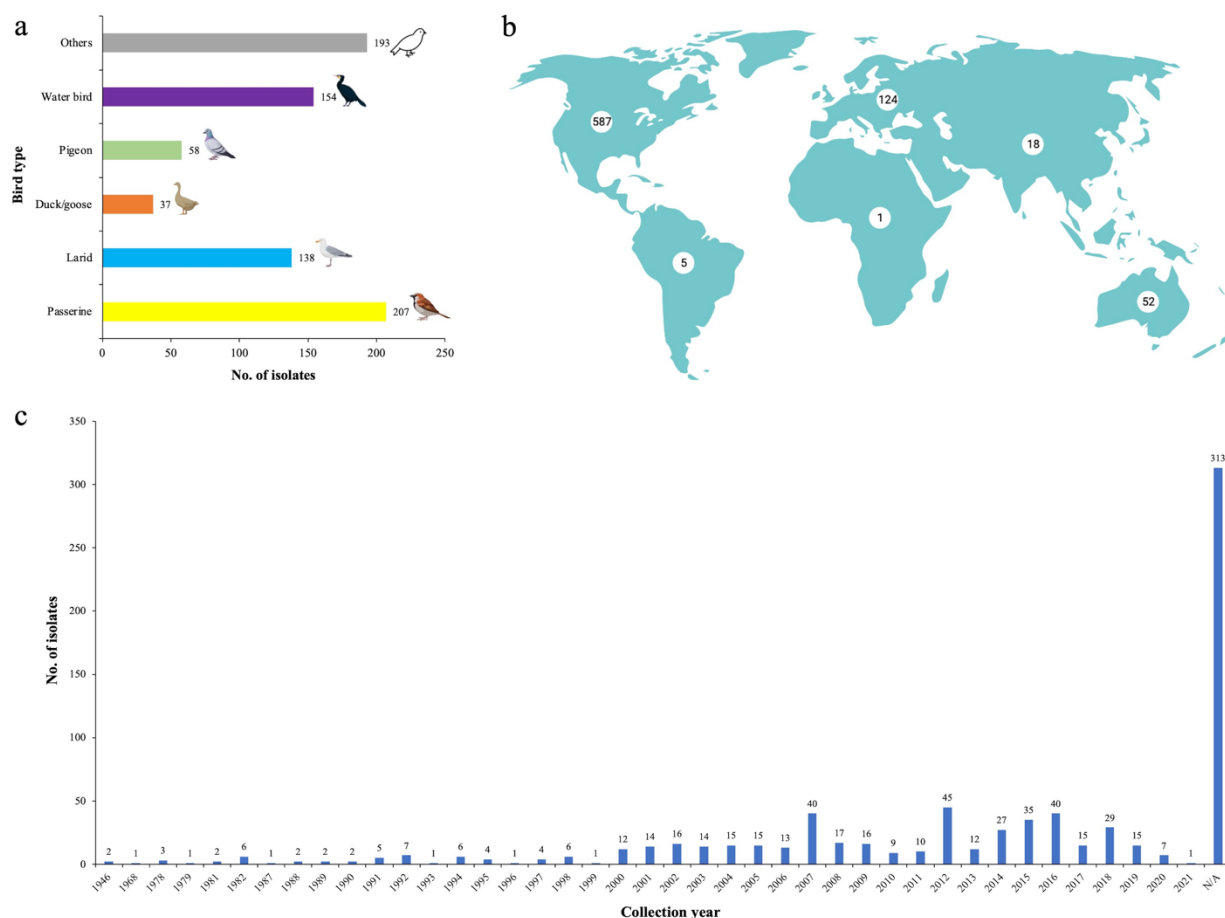 a
Others
193
Water bird
154
Pigeon
58
Duck/goose
37
Larid
138
Passerine
207
Bird type
0 50 100 150 200 250
No. of isolates
b
587
124
18
1
5
52
c
350
300
250
200
150
100
50
0
No. of isolates
2 1 3 1 2 6 1 2 2 2 5 7 1 6 4 1 4 6 1 12 14 16 14 15 15 13 40 17 16 9 10 45 12 27 35 40 15 29 15 7 1 313
1946 1968 1978 1979 1981 1982 1987 1988 1989 1990 1991 1992 1993 1994 1995 1996 1997 1998 1999 2000 2001 2002 2003 2004 2005 2006 2007 2008 2009 2010 2011 2012 2013 2014 2015 2016 2017 2018 2019 2020 2021 N/A
Collection year